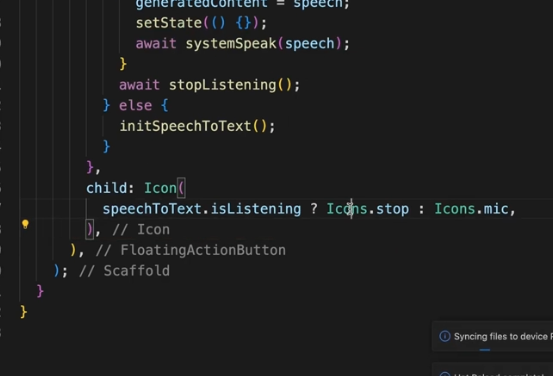 generatedContent = speech;
setState(() {});
await systemSpeak(speech);
}
await stopListening();
} else {
initSpeechToText();
}
},
child: Icon(
speechToText.isListening ? Icons.stop : Icons.mic,
), // Icon
), // FloatingActionButton
); // Scaffold
}
}
Syncing files to device